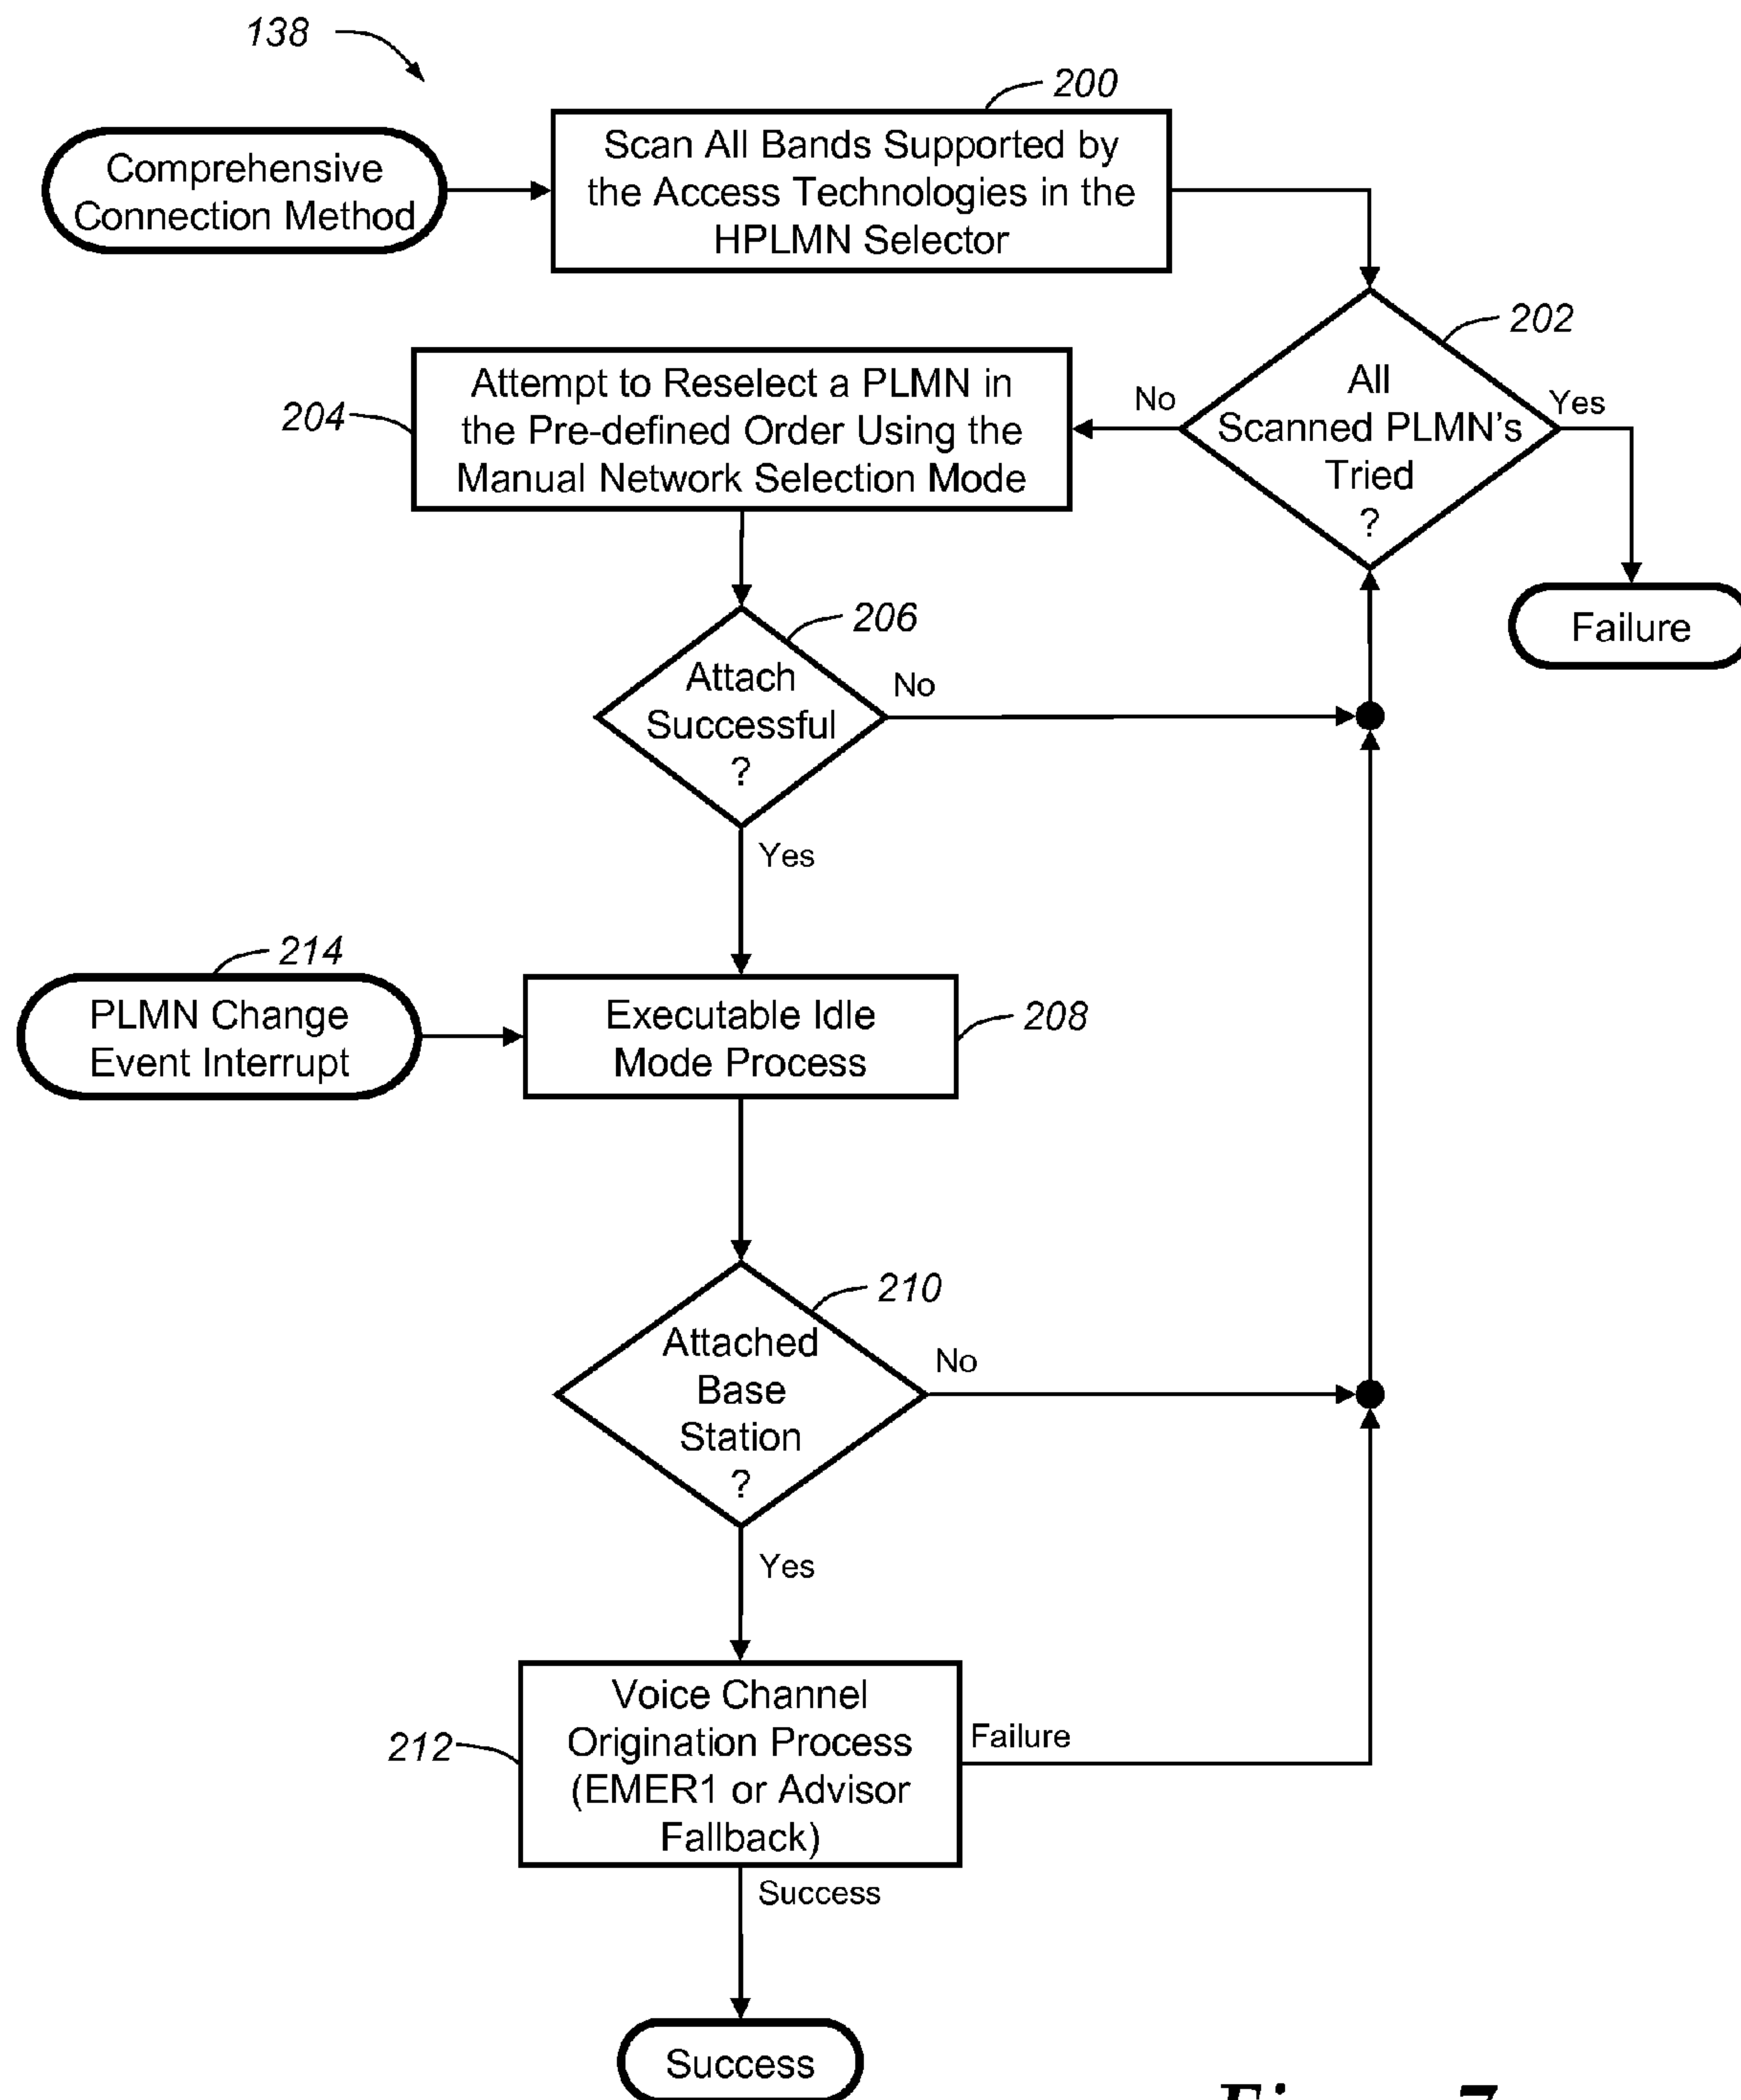 138
200
Comprehensive
Connection Method
Scan All Bands Supported by
the Access Technologies in the
HPLMN Selector
202
204
Attempt to Reselect a PLMN in
the Pre-defined Order Using the
Manual Network Selection Mode
No
All
Scanned PLMN's
Tried
?
Yes
Failure
206
Attach
Successful
?
No
Yes
214
PLMN Change
Event Interrupt
Executable Idle
Mode Process
208
210
Attached
Base
Station
?
No
Yes
212
Voice Channel
Origination Process
(EMER1 or Advisor
Fallback)
Failure
Success
Success